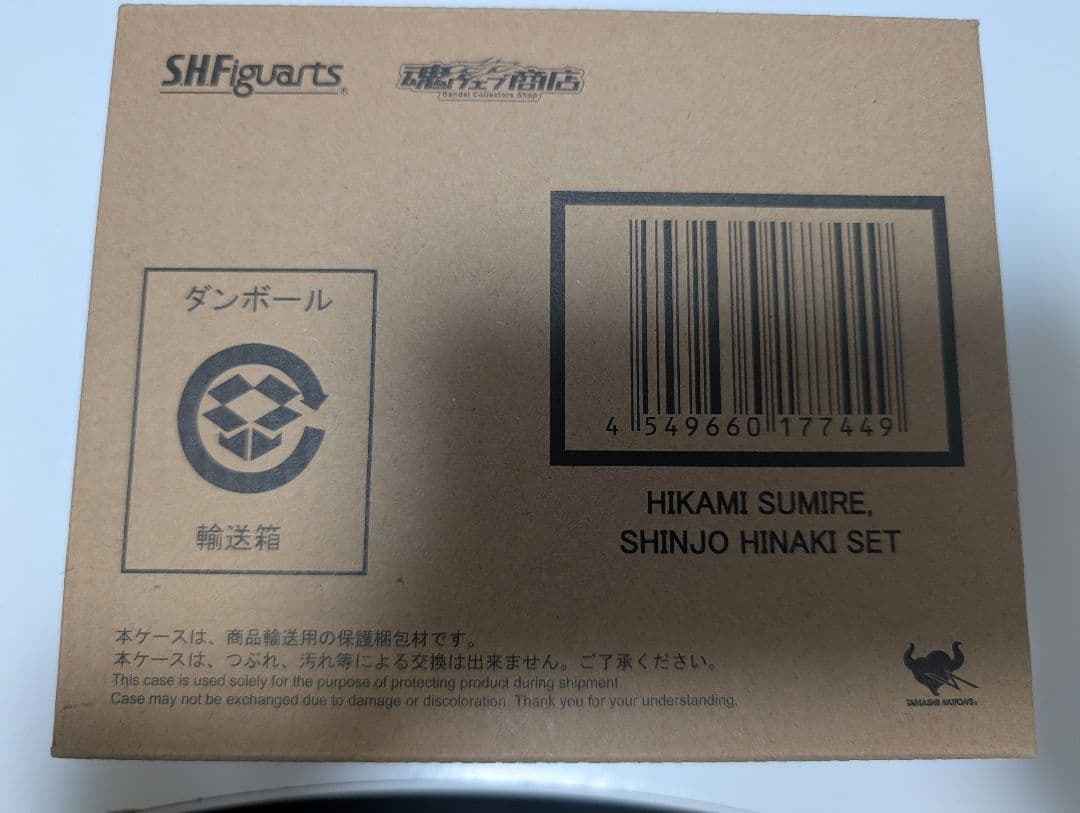 S.H.Figuarts®
魂ウェブ商店
Bandai Collectors Shop
ダンボール
輸送箱
4 549660 177449
HIKAMI SUMIRE,
SHINJO HINAKI SET
本ケースは、商品輸送用の保護梱包材です。
本ケースは、つぶれ、汚れ等による交換は出来ません。ご了承ください。
This case is used solely for the purpose of protecting product during shipment.
Case may not be exchanged due to damage or discoloration. Thank you for your understanding.
TAMASHII NATIONS®